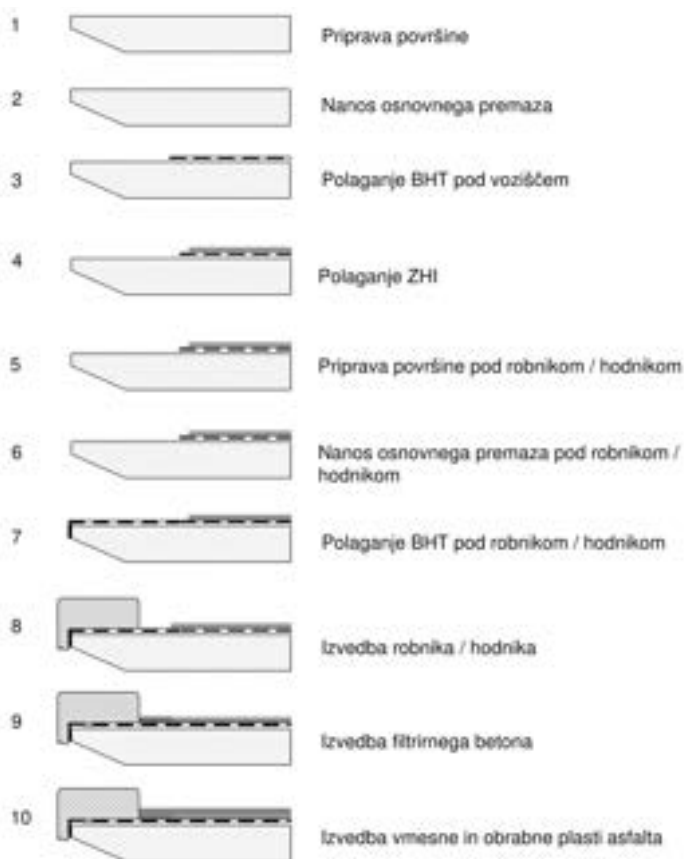 1 Priprava površine
2 Nanos osnovnega premaza
3 Polaganje BHT pod voziščem
4 Polaganje ZHI
5 Priprava površine pod robnikom / hodnikom
6 Nanos osnovnega premaza pod robnikom /
hodnikom
7 Polaganje BHT pod robnikom / hodnikom
8 Izvedba robnika / hodnika
9 Izvedba filtrirnega betona
10 Izvedba vmesne in obrabne plasti asfalta